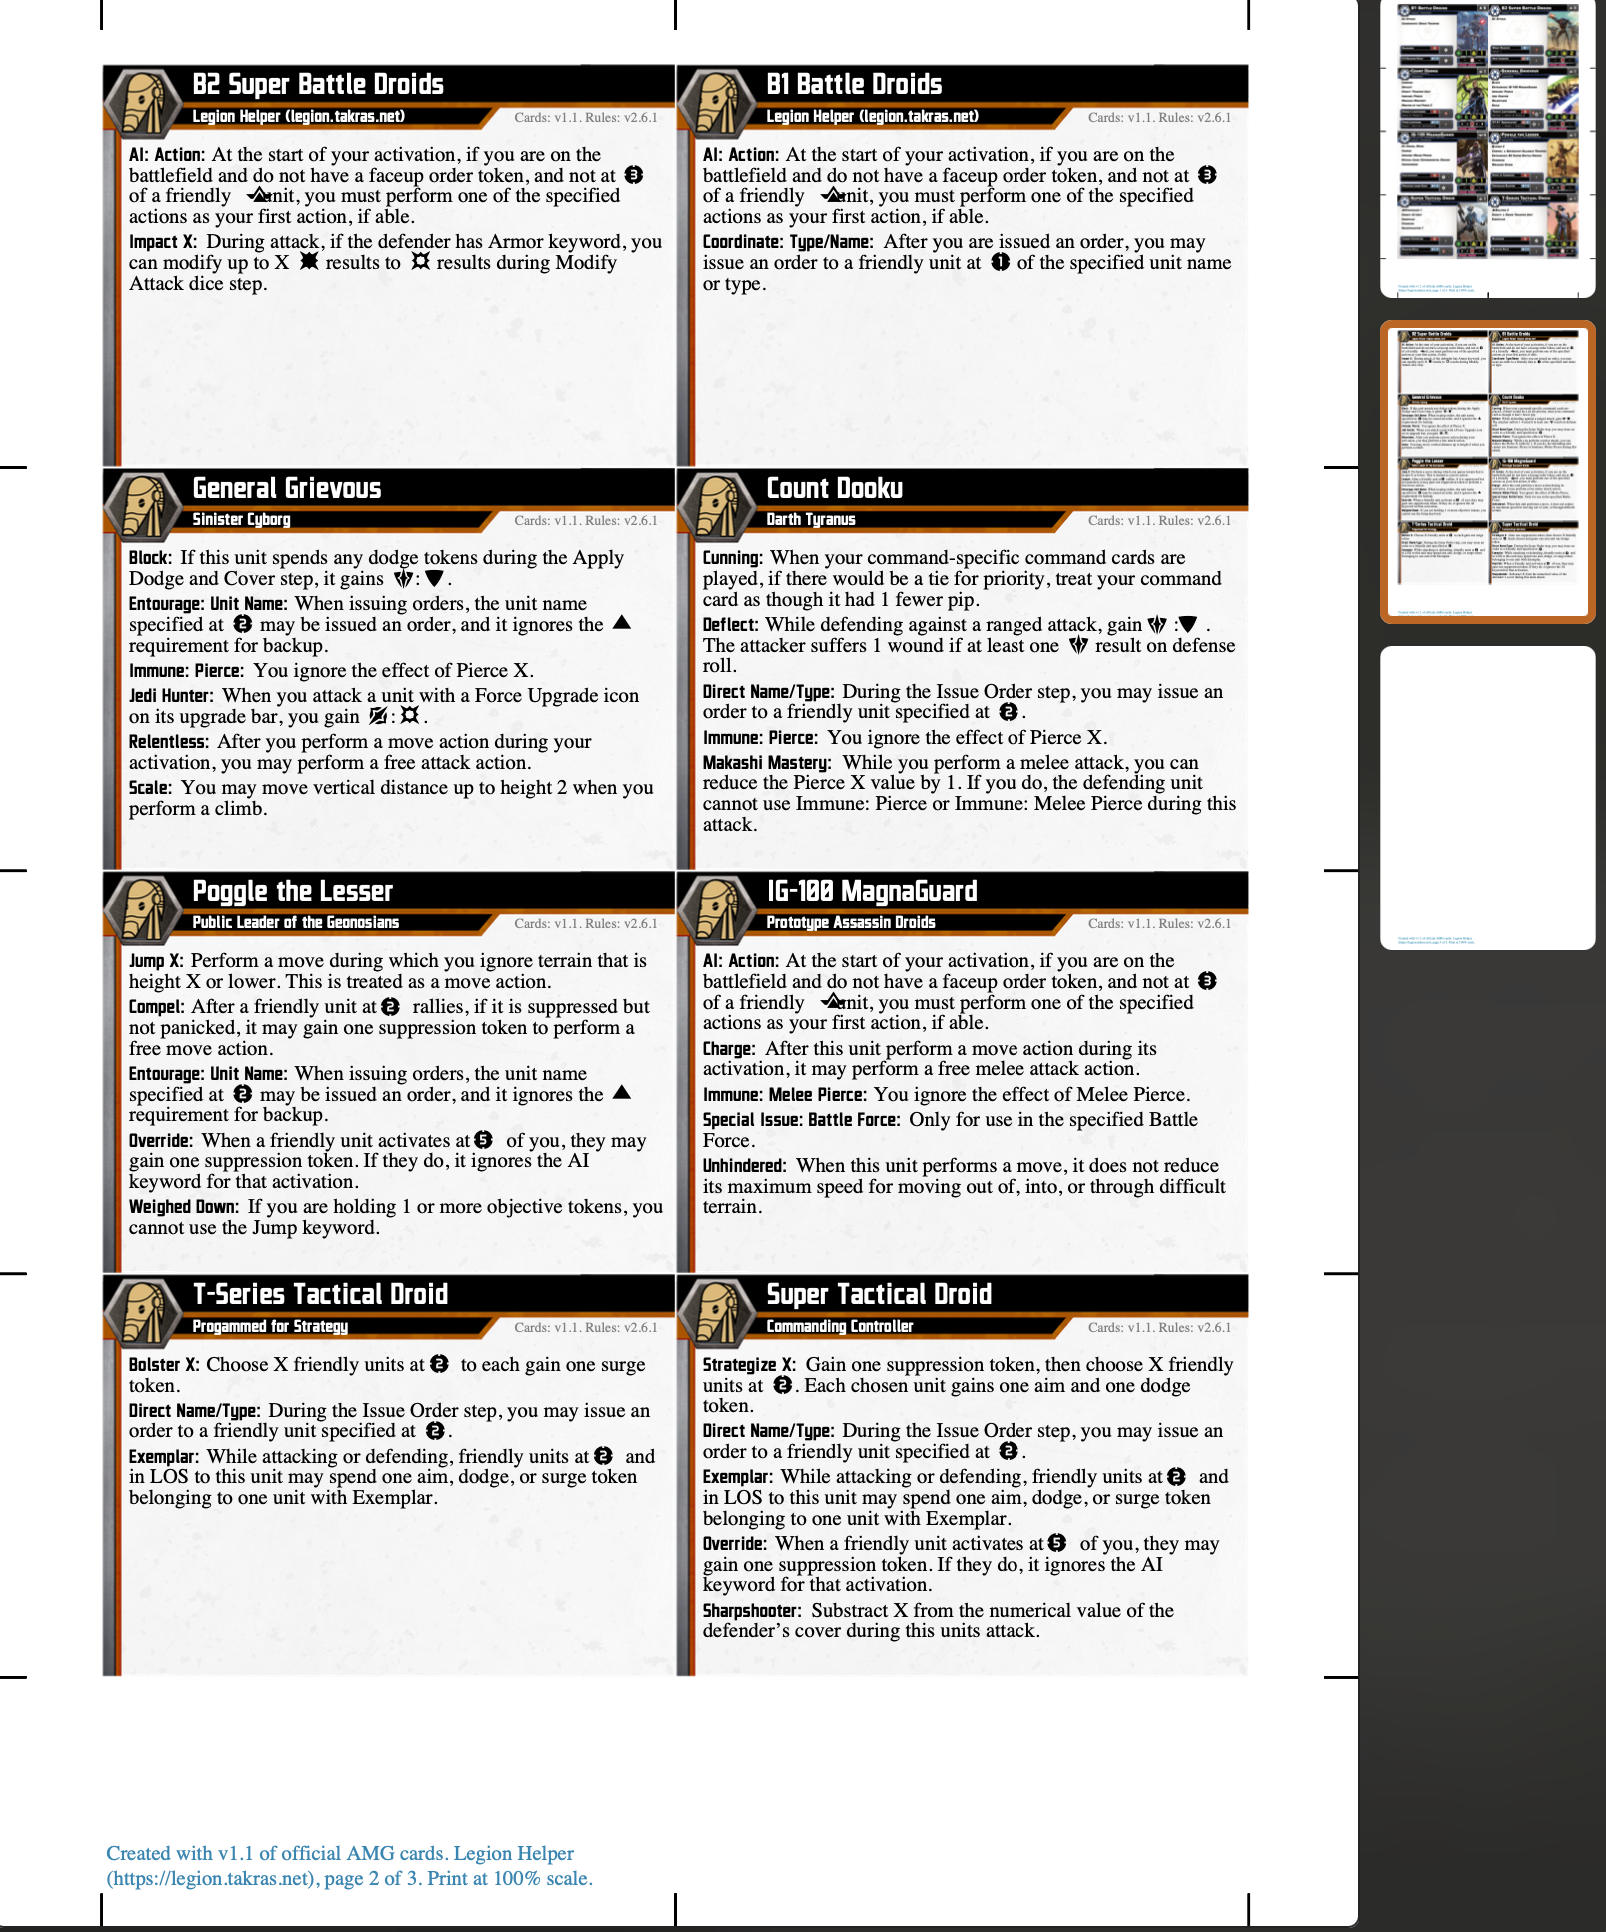 B2 Super Battle Droids
Legion Helper (legion.takras.net)
Cards: v1.1. Rules: v2.6.1
AI: Action: At the start of your activation, if you are on the
battlefield and do not have a faceup order token, and not at 3
of a friendly nit, you must perform one of the specified
actions as your first action, if able.
Impact X: During attack, if the defender has Armor keyword, you
can modify up to X results to results during Modify
Attack dice step.
B1 Battle Droids
Legion Helper (legion.takras.net)
Cards: v1.1. Rules: v2.6.1
AI: Action: At the start of your activation, if you are on the
battlefield and do not have a faceup order token, and not at 3
of a friendly nit, you must perform one of the specified
actions as your first action, if able.
Coordinate: Type/Name: After you are issued an order, you may
issue an order to a friendly unit at 1 of the specified unit name
or type.
General Grievous
Sinister Cyborg
Cards: v1.1. Rules: v2.6.1
Block: If this unit spends any dodge tokens during the Apply
Dodge and Cover step, it gains : .
Entourage: Unit Name: When issuing orders, the unit name
specified at 2 may be issued an order, and it ignores the
requirement for backup.
Immune: Pierce: You ignore the effect of Pierce X.
Jedi Hunter: When you attack a unit with a Force Upgrade icon
on its upgrade bar, you gain : .
Relentless: After you perform a move action during your
activation, you may perform a free attack action.
Scale: You may move vertical distance up to height 2 when you
perform a climb.
Count Dooku
Darth Tyranus
Cards: v1.1. Rules: v2.6.1
Cunning: When your command-specific command cards are
played, if there would be a tie for priority, treat your command
card as though it had 1 fewer pip.
Deflect: While defending against a ranged attack, gain : .
The attacker suffers 1 wound if at least one result on defense
roll.
Direct Name/Type: During the Issue Order step, you may issue an
order to a friendly unit specified at 2.
Immune: Pierce: You ignore the effect of Pierce X.
Makashi Mastery: While you perform a melee attack, you can
reduce the Pierce X value by 1. If you do, the defending unit
cannot use Immune: Pierce or Immune: Melee Pierce during this
attack.
Poggle the Lesser
Public Leader of the Geonosians
Cards: v1.1. Rules: v2.6.1
Jump X: Perform a move during which you ignore terrain that is
height X or lower. This is treated as a move action.
Compel: After a friendly unit at 2 rallies, if it is suppressed but
not panicked, it may gain one suppression token to perform a
free move action.
Entourage: Unit Name: When issuing orders, the unit name
specified at 2 may be issued an order, and it ignores the
requirement for backup.
Override: When a friendly unit activates at 5 of you, they may
gain one suppression token. If they do, it ignores the AI
keyword for that activation.
Weighed Down: If you are holding 1 or more objective tokens, you
cannot use the Jump keyword.
IG-100 MagnaGuard
Prototype Assassin Droids
Cards: v1.1. Rules: v2.6.1
AI: Action: At the start of your activation, if you are on the
battlefield and do not have a faceup order token, and not at 3
of a friendly nit, you must perform one of the specified
actions as your first action, if able.
Charge: After this unit perform a move action during its
activation, it may perform a free melee attack action.
Immune: Melee Pierce: You ignore the effect of Melee Pierce.
Special Issue: Battle Force: Only for use in the specified Battle
Force.
Unhindered: When this unit performs a move, it does not reduce
its maximum speed for moving out of, into, or through difficult
terrain.
T-Series Tactical Droid
Progammed for Strategy
Cards: v1.1. Rules: v2.6.1
Bolster X: Choose X friendly units at 2 to each gain one surge
token.
Direct Name/Type: During the Issue Order step, you may issue an
order to a friendly unit specified at 2.
Exemplar: While attacking or defending, friendly units at 2 and
in LOS to this unit may spend one aim, dodge, or surge token
belonging to one unit with Exemplar.
Super Tactical Droid
Commanding Controller
Cards: v1.1. Rules: v2.6.1
Strategize X: Gain one suppression token, then choose X friendly
units at 2. Each chosen unit gains one aim and one dodge
token.
Direct Name/Type: During the Issue Order step, you may issue an
order to a friendly unit specified at 2.
Exemplar: While attacking or defending, friendly units at 2 and
in LOS to this unit may spend one aim, dodge, or surge token
belonging to one unit with Exemplar.
Override: When a friendly unit activates at 5 of you, they may
gain one suppression token. If they do, it ignores the AI
keyword for that activation.
Sharpshooter: Substract X from the numerical value of the
defender's cover during this units attack.
Created with v1.1 of official AMG cards. Legion Helper
(https://legion.takras.net), page 2 of 3. Print at 100% scale.